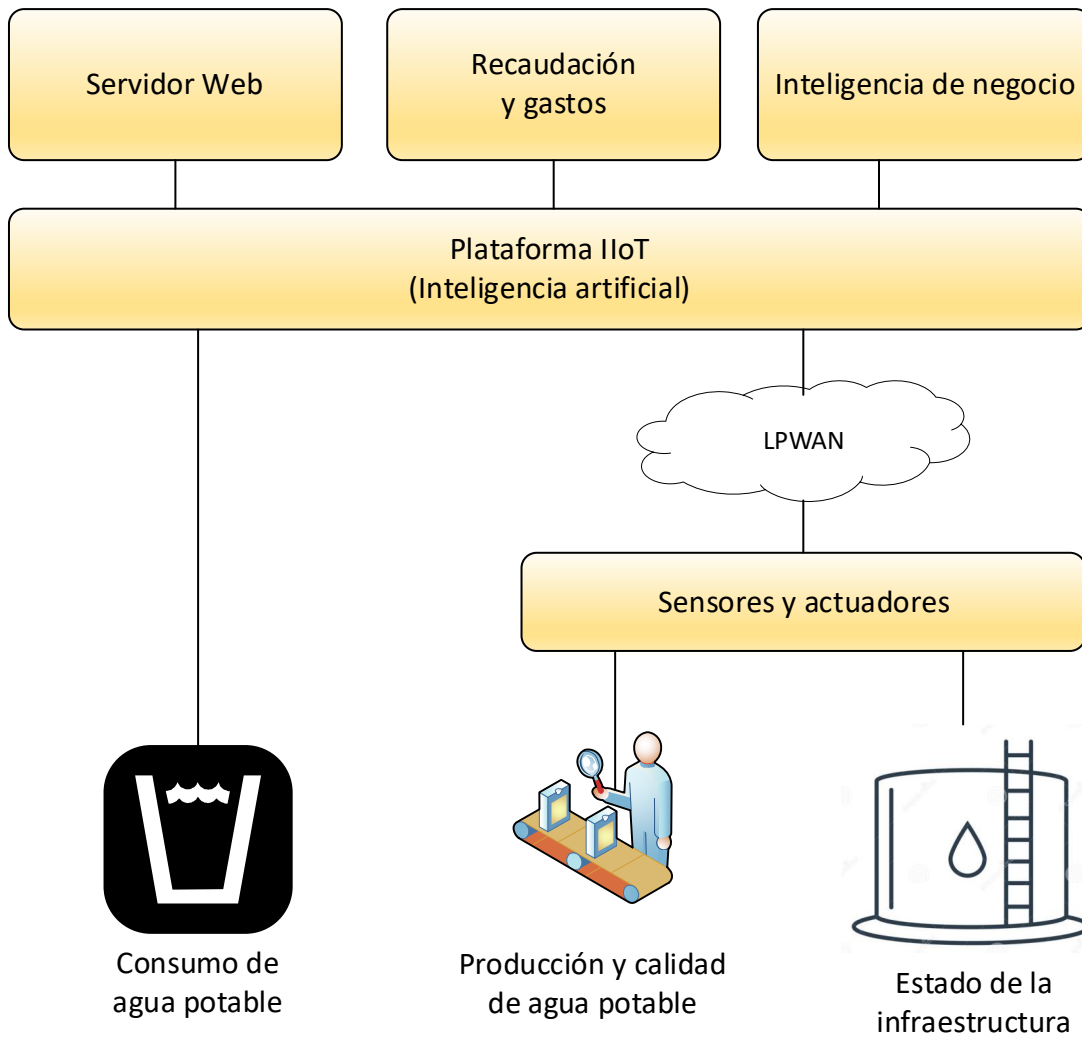 Servidor Web
Recaudación
y gastos
Inteligencia de negocio
Plataforma IIoT
(Inteligencia artificial)
LPWAN
Sensores y actuadores
Consumo de
agua potable
Producción y calidad
de agua potable
Estado de la
infraestructura